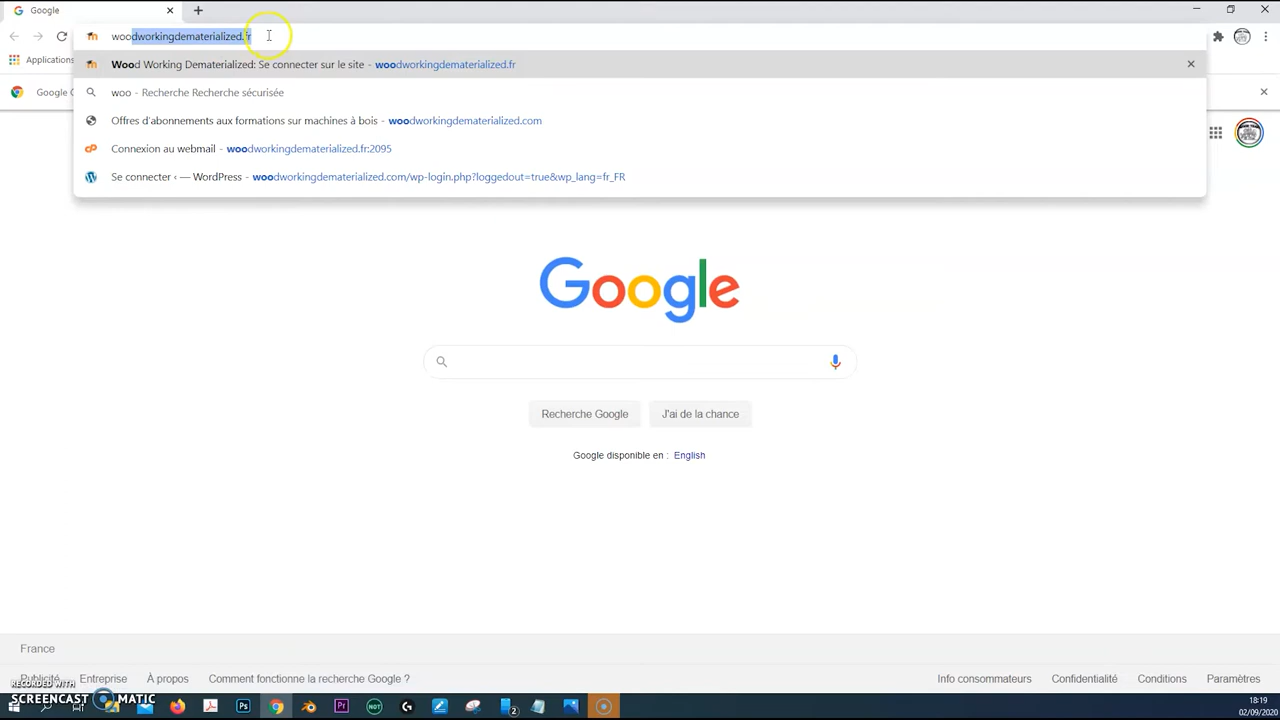 Google
woodworkingdematerialized.fr
Applications
Wood Working Dematerialized: Se connecter sur le site - woodworkingdematerialized.fr
Google C
woo - Recherche Recherche sécurisée
Offres d'abonnements aux formations sur machines à bois - woodworkingdematerialized.com
Connexion au webmail - woodworkingdematerialized.fr:2095
Se connecter ‹ — WordPress - woodworkingdematerialized.com/wp-login.php?loggedout=true&wp_lang=fr_FR
Google
Recherche Google
J'ai de la chance
Google disponible en : English
France
Publicité Entreprise À propos Comment fonctionne la recherche Google ? Info consommateurs Confidentialité Conditions Paramètres
RECORDED WITH
SCREENCAST MATIC
Ps
Pr
NOT
2
18:19
02/09/2020